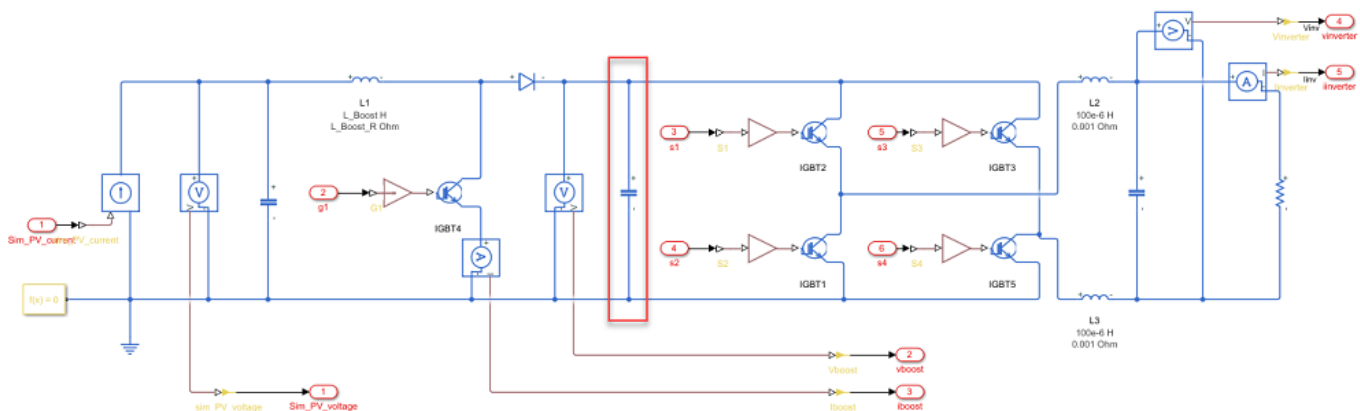 V
Vinv
Vinverter
4
vinverter
I
Iinv
Iinverter
5
iinverter
A
L1
L_Boost H
L_Boost_R Ohm
L2
100e-6 H
0.001 Ohm
3
s1
S1
IGBT2
5
s3
S3
IGBT3
V
V
2
g1
G1
IGBT4
1
Sim_PV_current
PV_current
A
4
s2
S2
IGBT1
6
s4
S4
IGBT5
f(x) = 0
L3
100e-6 H
0.001 Ohm
Vboost
2
vboost
sim_PV_voltage
1
Sim_PV_voltage
Iboost
3
iboost